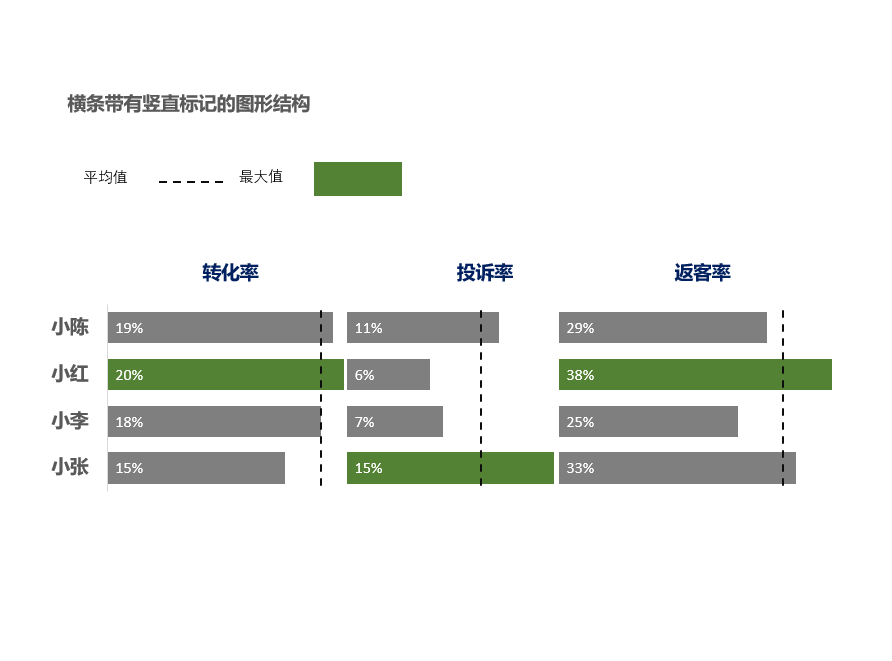 横条带有竖直标记的图形结构
平均值 最大值
转化率 投诉率 返客率
小陈 19% 11% 29%
小红 20% 6% 38%
小李 18% 7% 25%
小张 15% 15% 33%